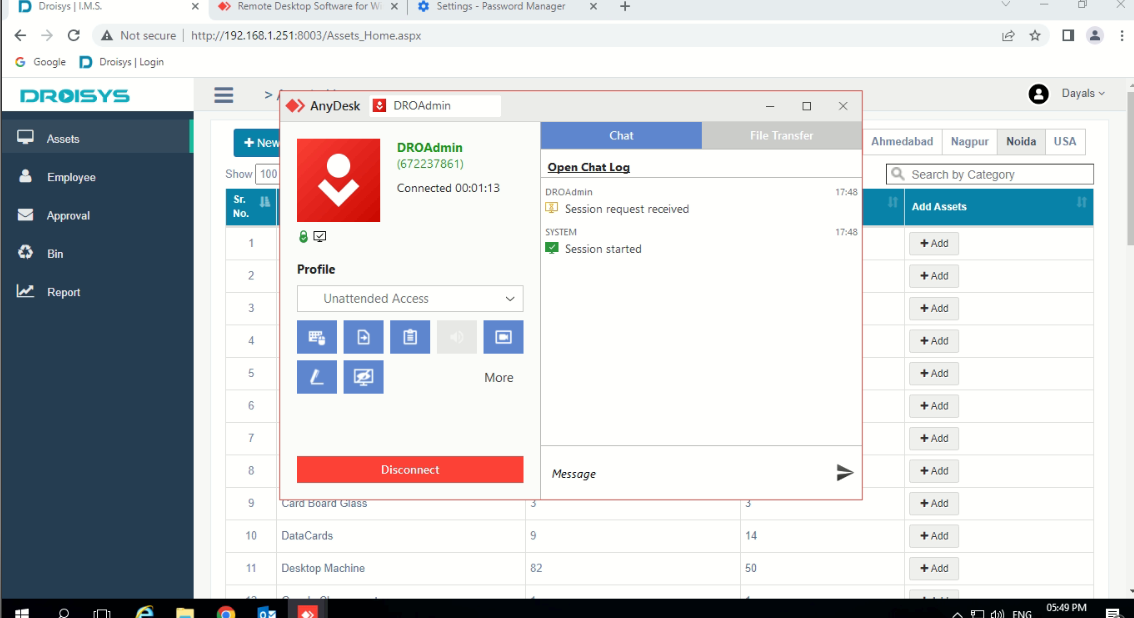 Droisys | I.M.S.
Remote Desktop Software for Wi
Settings - Password Manager
Not secure | http://192.168.1.251:8003/Assets_Home.aspx
Google
Droisys | Login
DROISYS
>
Dayals
Assets
Employee
Approval
Bin
Report
+ New
Ahmedabad
Nagpur
Noida
USA
Show 100
Search by Category
Sr. No.
Add Assets
1
+ Add
2
+ Add
3
+ Add
4
+ Add
5
+ Add
6
+ Add
7
+ Add
8
+ Add
9 Card Board Glass 3 3 + Add
10 DataCards 9 14 + Add
11 Desktop Machine 82 50 + Add
AnyDesk
DROAdmin
DROAdmin
(672237861)
Connected 00:01:13
Profile
Unattended Access
More
Disconnect
Chat
File Transfer
Open Chat Log
DROAdmin 17:48
Session request received
SYSTEM 17:48
Session started
Message
ENG
05:49 PM